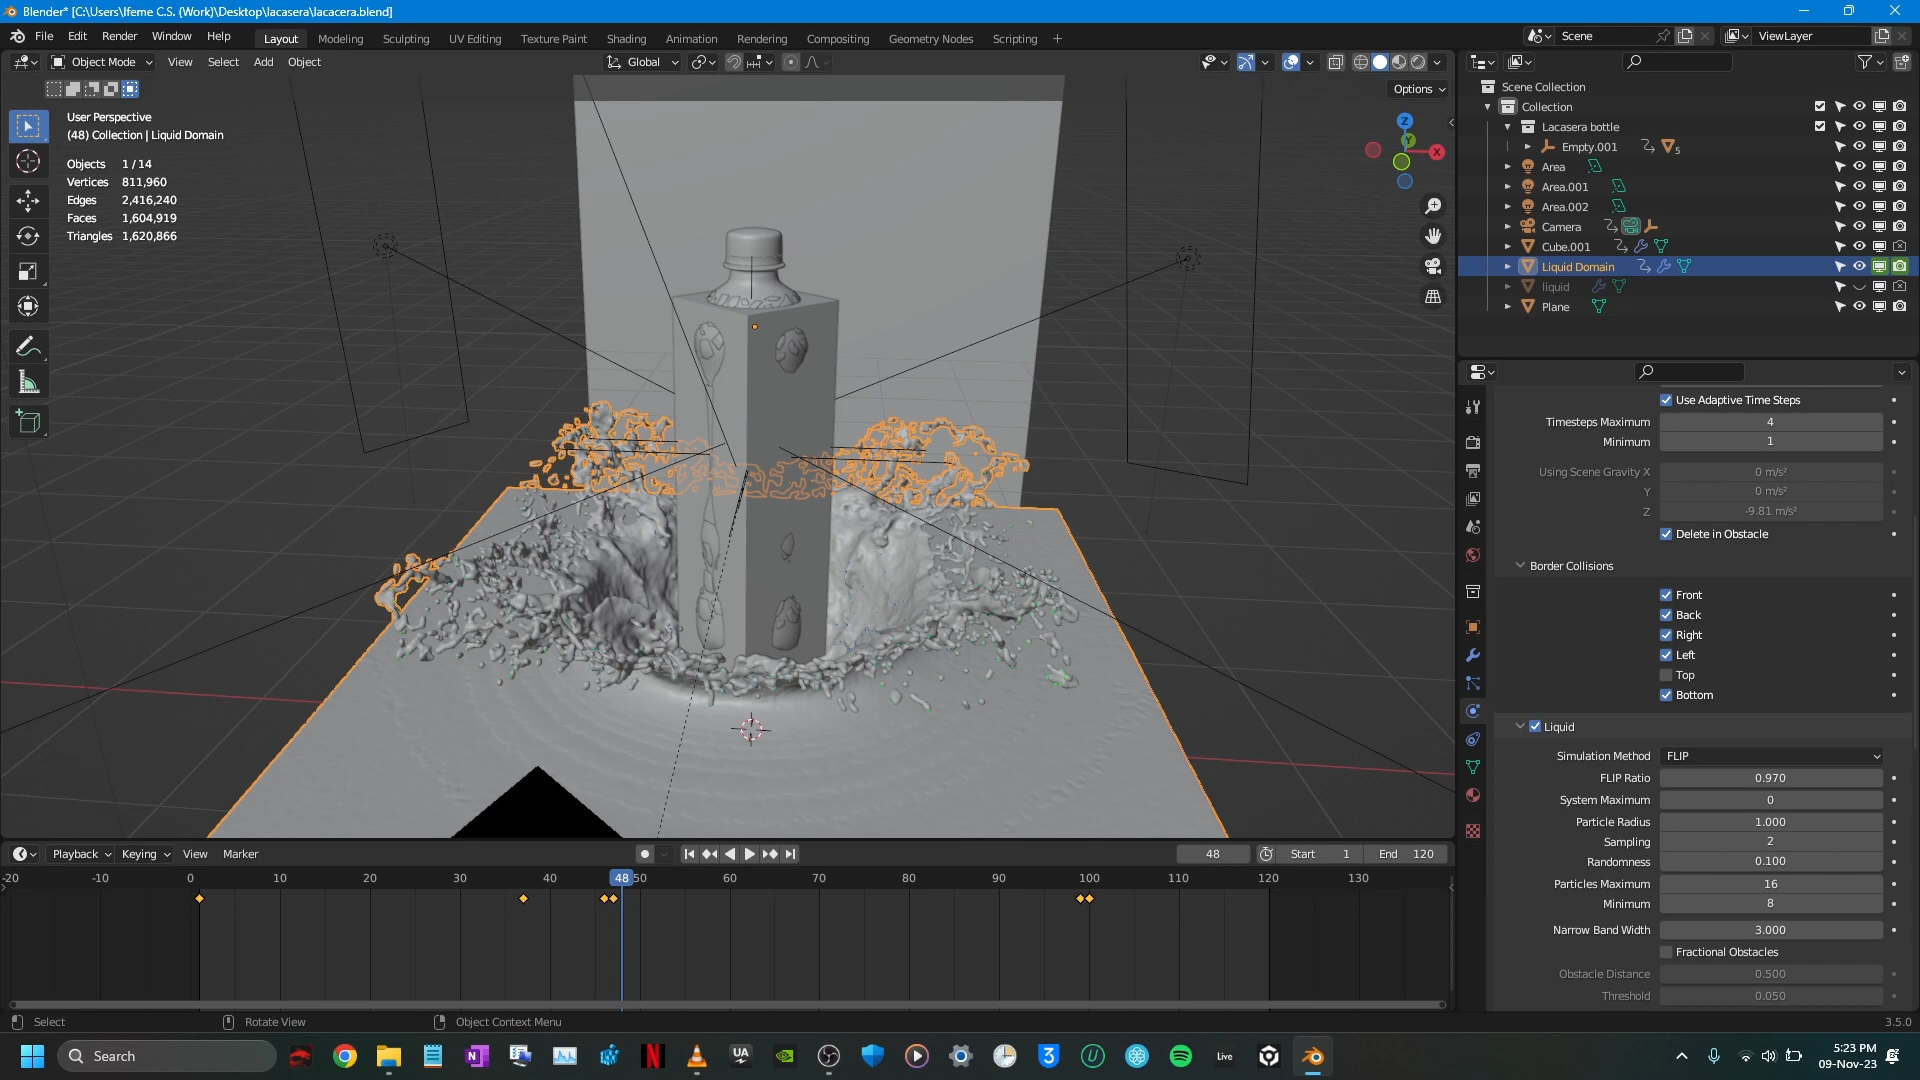 Blender* [C:\Users\Ifeme C.S. (Work)\Desktop\lacasera\lacacera.blend]
File Edit Render Window Help Layout Modeling Sculpting UV Editing Texture Paint Shading Animation Rendering Compositing Geometry Nodes Scripting + Scene ViewLayer
Object Mode View Select Add Object Global
Options
User Perspective
(48) Collection | Liquid Domain
Objects 1 / 14
Vertices 811,960
Edges 2,416,240
Faces 1,604,919
Triangles 1,620,866
Z
Y
X
Scene Collection
Collection
Lacasera bottle
Empty.001 5
Area
Area.001
Area.002
Camera
Cube.001
Liquid Domain
liquid
Plane
Use Adaptive Time Steps
Timesteps Maximum 4
Minimum 1
Using Scene Gravity X 0 m/s²
Y 0 m/s²
Z -9.81 m/s²
Delete in Obstacle
Border Collisions
Front
Back
Right
Left
Top
Bottom
Liquid
Simulation Method FLIP
FLIP Ratio 0.970
System Maximum 0
Particle Radius 1.000
Sampling 2
Randomness 0.100
Particles Maximum 16
Minimum 8
Narrow Band Width 3.000
Fractional Obstacles
Obstacle Distance 0.500
Threshold 0.050
Playback Keying View Marker 48 Start 1 End 120
-20 -10 0 10 20 30 40 48 50 60 70 80 90 100 110 120 130
Select Rotate View Object Context Menu 3.5.0
Search UA 3 U Live 5:23 PM
09-Nov-23